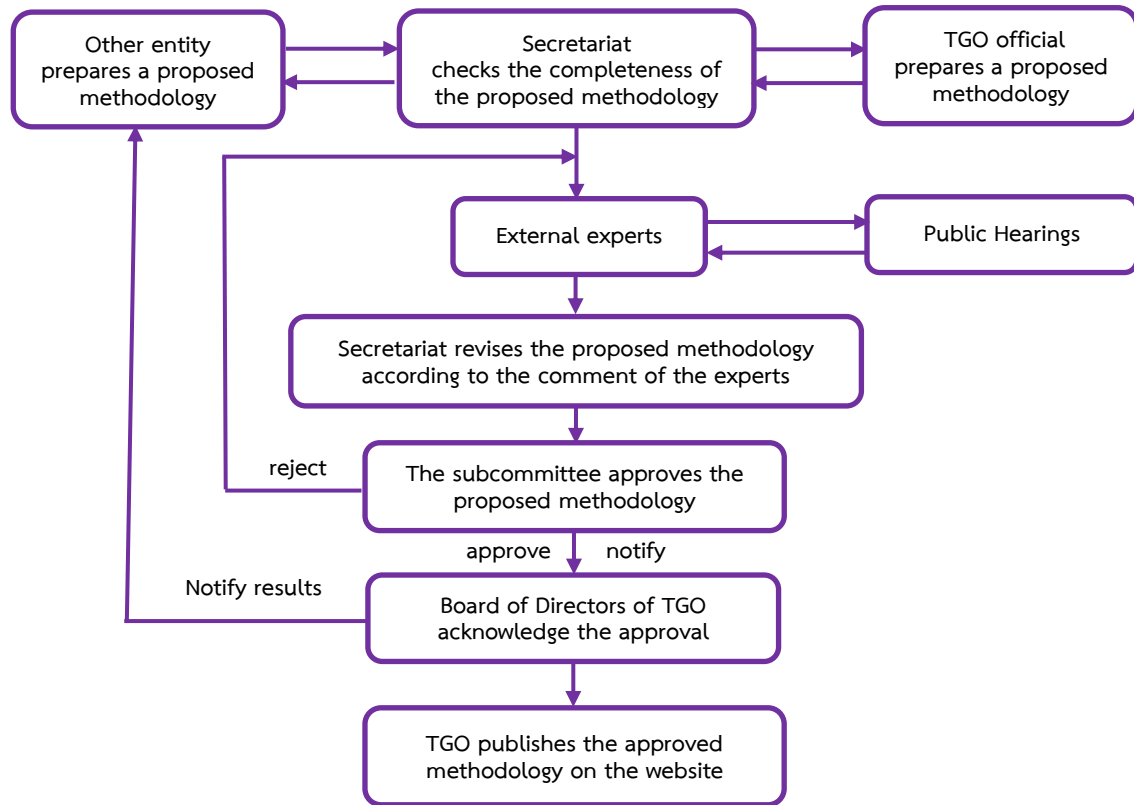 Other entity
prepares a proposed
methodology
Secretariat
checks the completeness of
the proposed methodology
TGO official
prepares a proposed
methodology
External experts
Public Hearings
Secretariat revises the proposed methodology
according to the comment of the experts
reject
The subcommittee approves the
proposed methodology
approve
notify
Notify results
Board of Directors of TGO
acknowledge the approval
TGO publishes the approved
methodology on the website